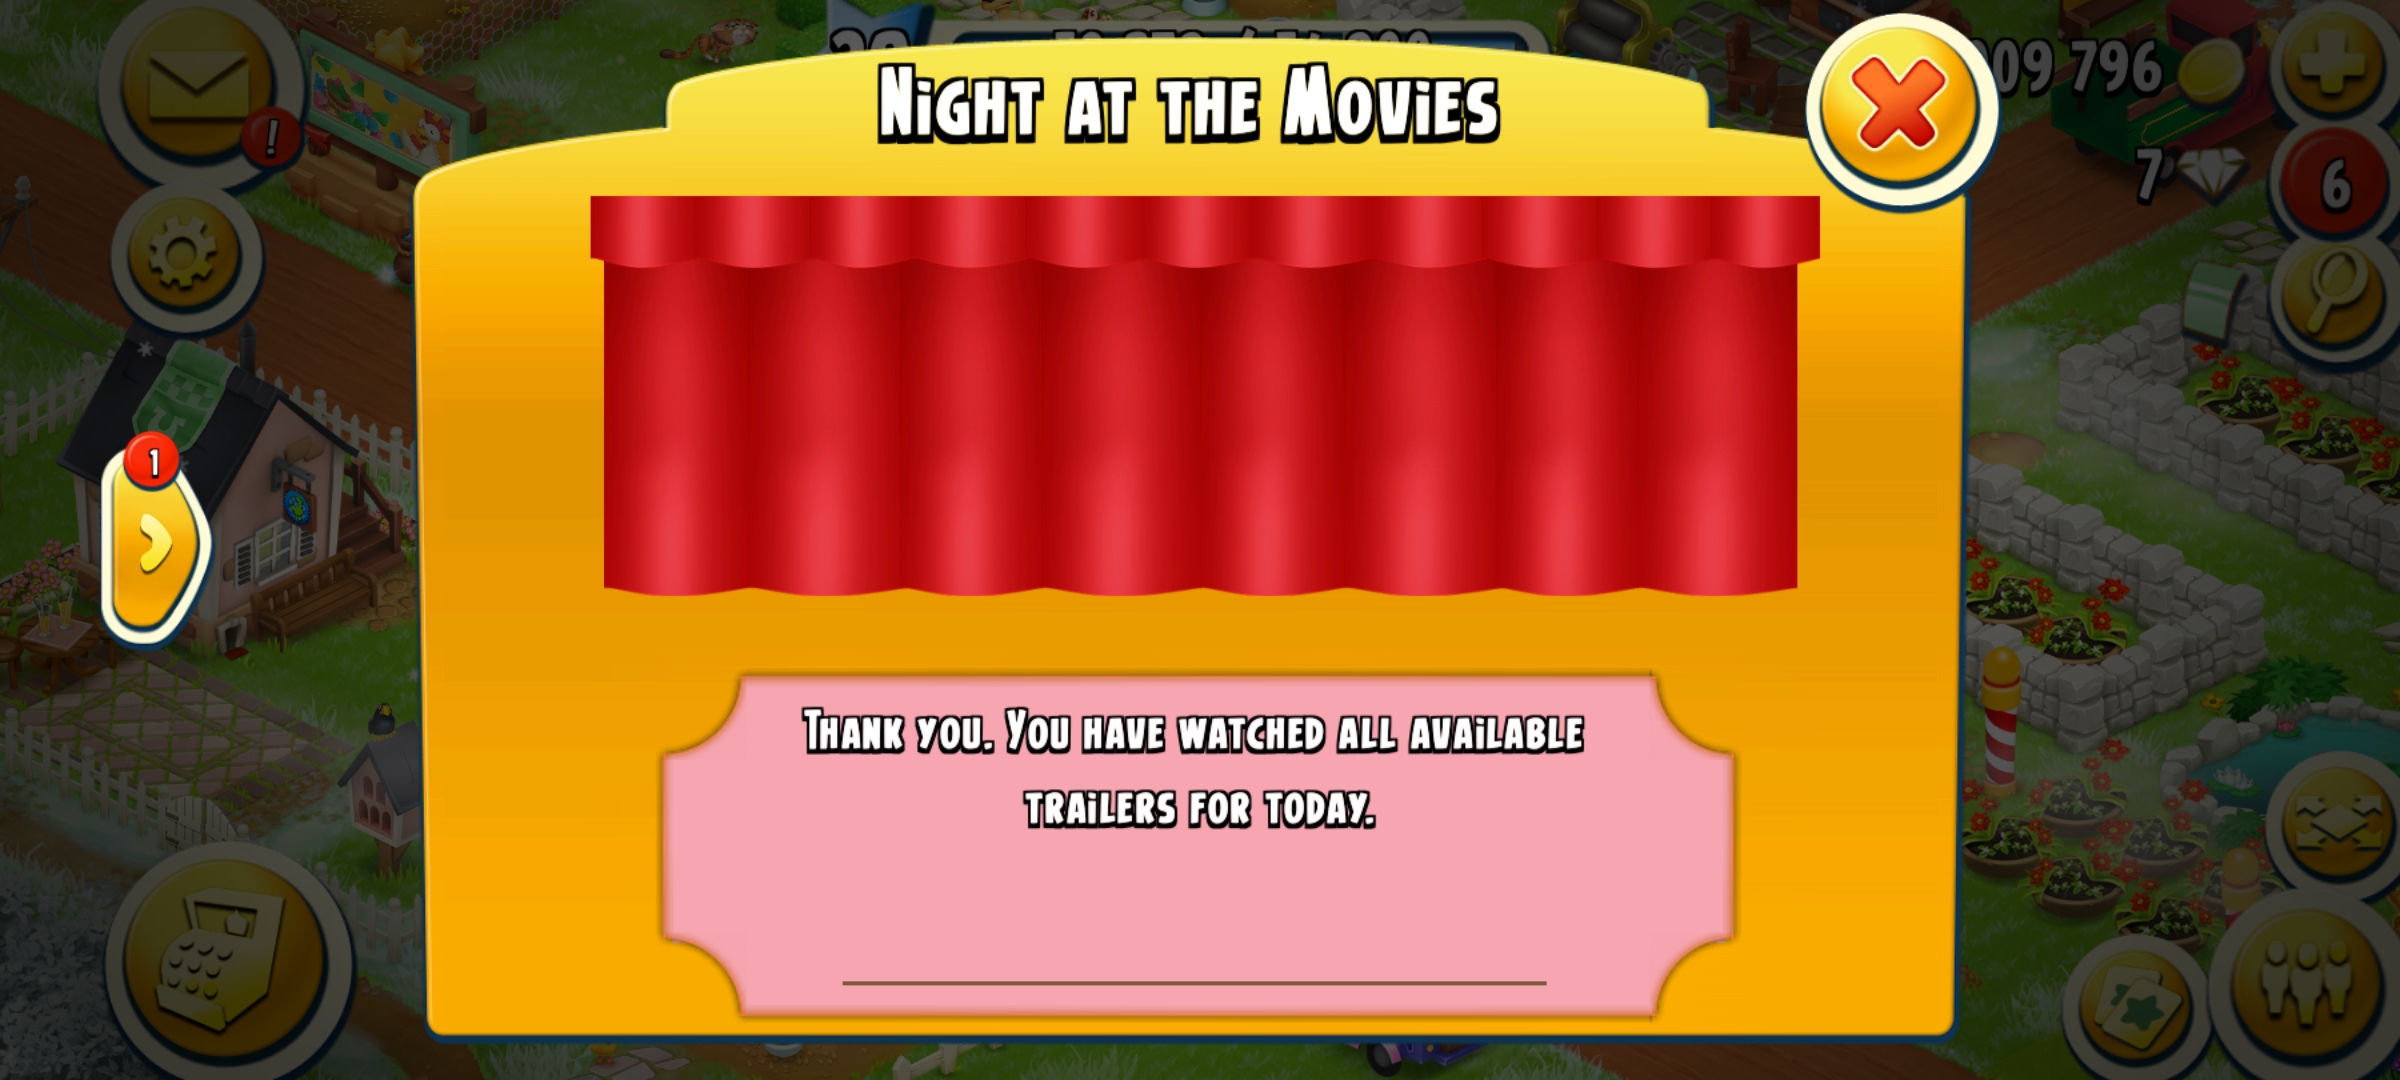 Night at the Movies
09 796
7
6
!
1
Thank you. You have watched all available
trailers for today.